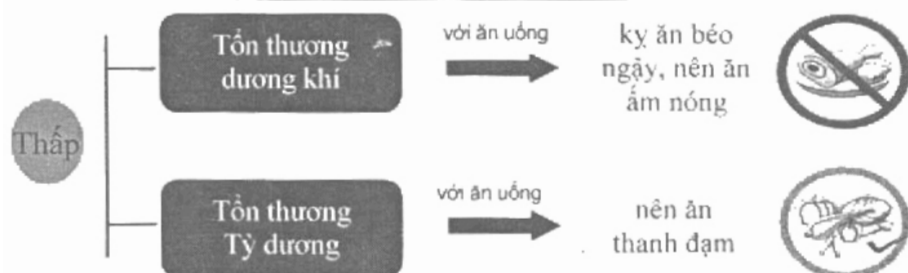 Thấp
Tổn thương
dương khí
với ăn uống
kỵ ăn béo
ngậy, nên ăn
ấm nóng
Tổn thương
Tỳ dương
với ăn uống
nên ăn
thanh đạm